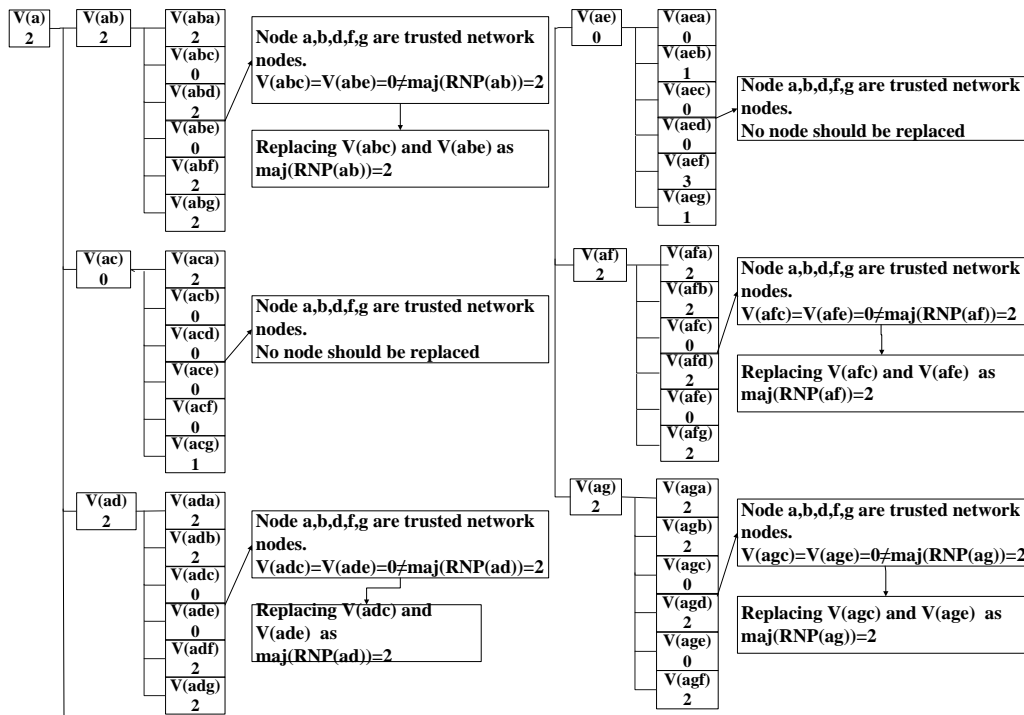 V(a)
2
V(ab)
2
V(aba)
2
V(abc)
0
V(abd)
2
V(abe)
0
V(abf)
2
V(abg)
2
Node a,b,d,f,g are trusted network
nodes.
V(abc)=V(abe)=0≠maj(RNP(ab))=2
Replacing V(abc) and V(abe) as
maj(RNP(ab))=2
V(ac)
0
V(aca)
2
V(acb)
0
V(acd)
0
V(ace)
0
V(acf)
0
V(acg)
1
Node a,b,d,f,g are trusted network
nodes.
No node should be replaced
V(ad)
2
V(ada)
2
V(adb)
2
V(adc)
0
V(ade)
0
V(adf)
2
V(adg)
2
Node a,b,d,f,g are trusted network
nodes.
V(adc)=V(ade)=0≠maj(RNP(ad))=2
Replacing V(adc) and
V(ade) as
maj(RNP(ad))=2
V(ae)
0
V(aea)
0
V(aeb)
1
V(aec)
0
V(aed)
0
V(aef)
3
V(aeg)
1
Node a,b,d,f,g are trusted network
nodes.
No node should be replaced
V(af)
2
V(afa)
2
V(afb)
2
V(afc)
0
V(afd)
2
V(afe)
0
V(afg)
2
Node a,b,d,f,g are trusted network
nodes.
V(afc)=V(afe)=0≠maj(RNP(af))=2
Replacing V(afc) and V(afe) as
maj(RNP(af))=2
V(ag)
2
V(aga)
2
V(agb)
2
V(agc)
0
V(agd)
2
V(age)
0
V(agf)
2
Node a,b,d,f,g are trusted network
nodes.
V(agc)=V(age)=0≠maj(RNP(ag))=2
Replacing V(agc) and V(age) as
maj(RNP(ag))=2